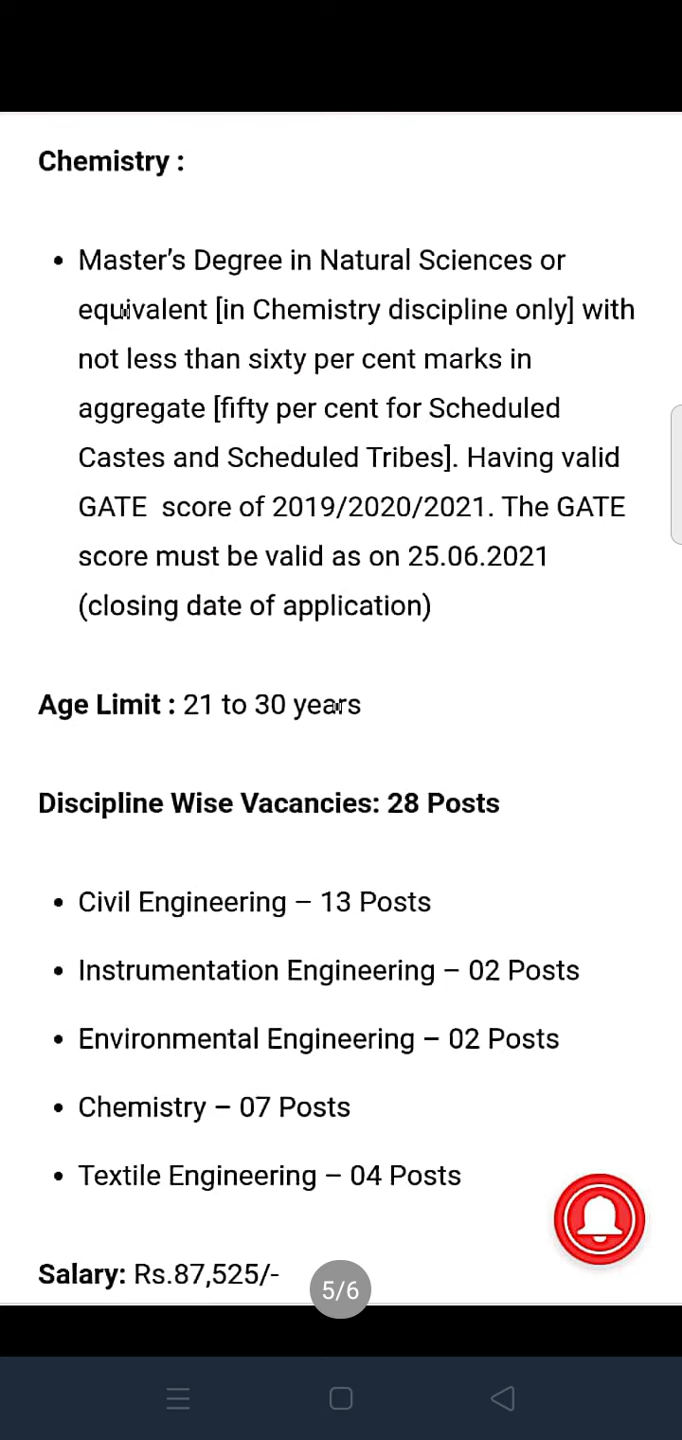 Chemistry :
• Master's Degree in Natural Sciences or
equivalent [in Chemistry discipline only] with
not less than sixty per cent marks in
aggregate [fifty per cent for Scheduled
Castes and Scheduled Tribes]. Having valid
GATE score of 2019/2020/2021. The GATE
score must be valid as on 25.06.2021
(closing date of application)
Age Limit : 21 to 30 years
Discipline Wise Vacancies: 28 Posts
• Civil Engineering – 13 Posts
• Instrumentation Engineering – 02 Posts
• Environmental Engineering – 02 Posts
• Chemistry – 07 Posts
• Textile Engineering – 04 Posts
Salary: Rs.87,525/-
5/6